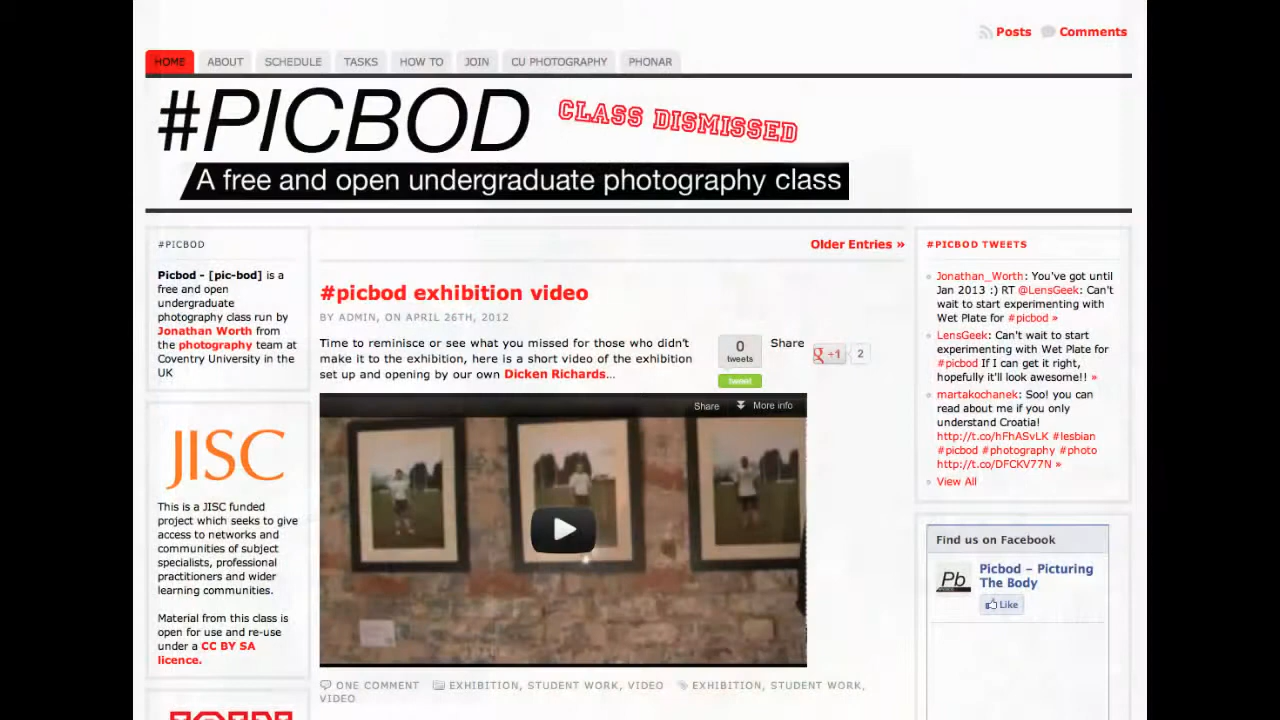 Posts Comments
HOME ABOUT SCHEDULE TASKS HOW TO JOIN CU PHOTOGRAPHY PHONAR
#PICBOD CLASS DISMISSED
A free and open undergraduate photography class
#PICBOD
Picbod - [pic-bod] is a
free and open
undergraduate
photography class run by
Jonathan Worth from
the photography team at
Coventry University in the
UK
JISC
This is a JISC funded
project which seeks to give
access to networks and
communities of subject
specialists, professional
practitioners and wider
learning communities.
Material from this class is
open for use and re-use
under a CC BY SA
licence.
Older Entries »
#picbod exhibition video
BY ADMIN, ON APRIL 26TH, 2012
Time to reminisce or see what you missed for those who didn't
make it to the exhibition, here is a short video of the exhibition
set up and opening by our own Dicken Richards...
0
tweets
tweet
Share
g +1 2
Share More info
ONE COMMENT EXHIBITION, STUDENT WORK, VIDEO EXHIBITION, STUDENT WORK,
VIDEO
#PICBOD TWEETS
Jonathan_Worth: You've got until
Jan 2013 ;) RT @LensGeek: Can't
wait to start experimenting with
Wet Plate for #picbod »
LensGeek: Can't wait to start
experimenting with Wet Plate for
#picbod If I can get it right,
hopefully it'll look awesome!! »
martakochanek: Soo! you can
read about me if you only
understand Croatia!
http://t.co/hFhASvLK #lesbian
#picbod #photography #photo
http://t.co/DFCKV77N »
View All
Find us on Facebook
Pb
Picbod - Picturing
The Body
Like